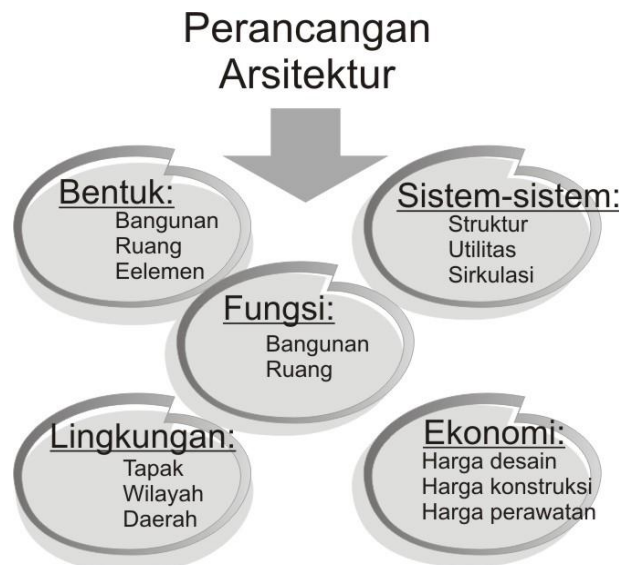 Perancangan
Arsitektur
Bentuk:
Bangunan
Ruang
Eelemen
Sistem-sistem:
Struktur
Utilitas
Sirkulasi
Fungsi:
Bangunan
Ruang
Lingkungan:
Tapak
Wilayah
Daerah
Ekonomi:
Harga desain
Harga konstruksi
Harga perawatan